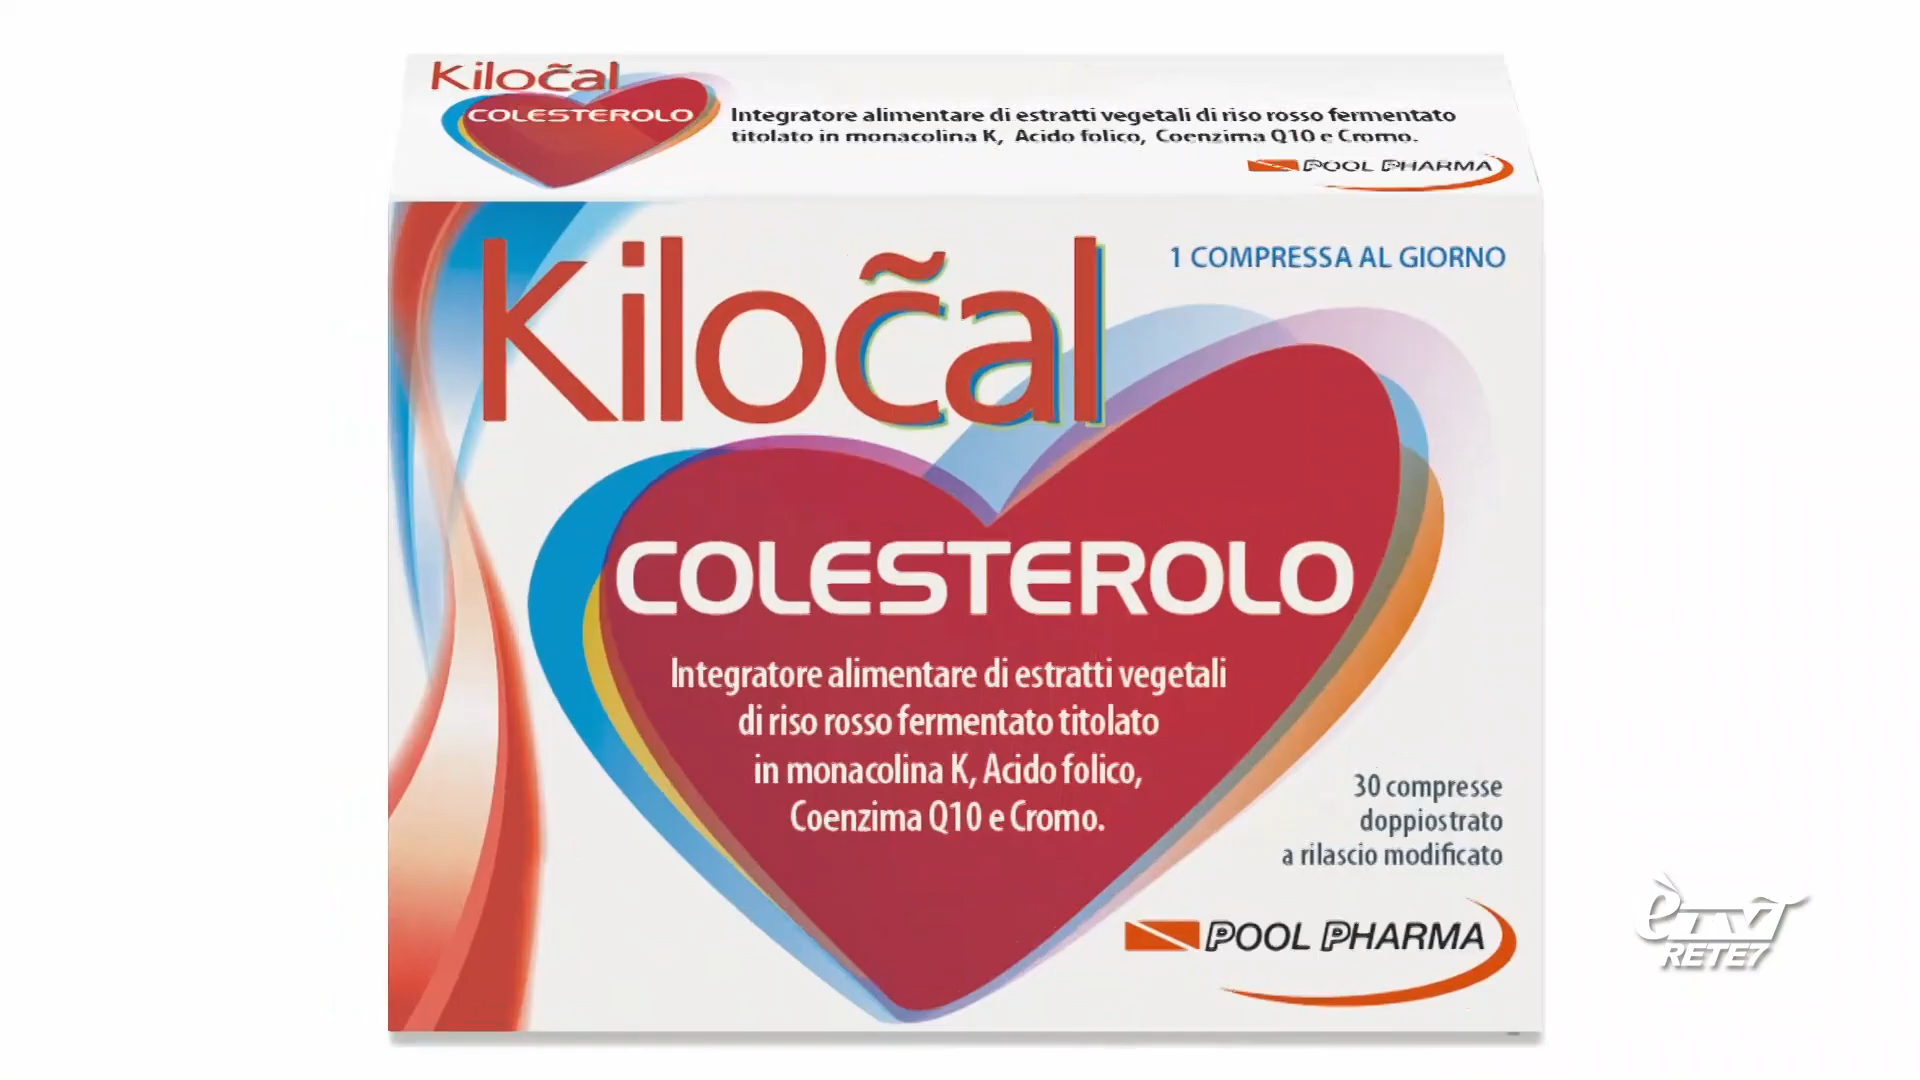 Kilocal
COLESTEROLO
Integratore alimentare di estratti vegetali di riso rosso fermentato
titolato in monacolina K, Acido folico, Coenzima Q10 e Cromo.
POOL PHARMA
Kilocal
1 COMPRESSA AL GIORNO
COLESTEROLO
Integratore alimentare di estratti vegetali
di riso rosso fermentato titolato
in monacolina K, Acido folico,
Coenzima Q10 e Cromo.
30 compresse
doppiostrato
a rilascio modificato
POOL PHARMA
RETE7